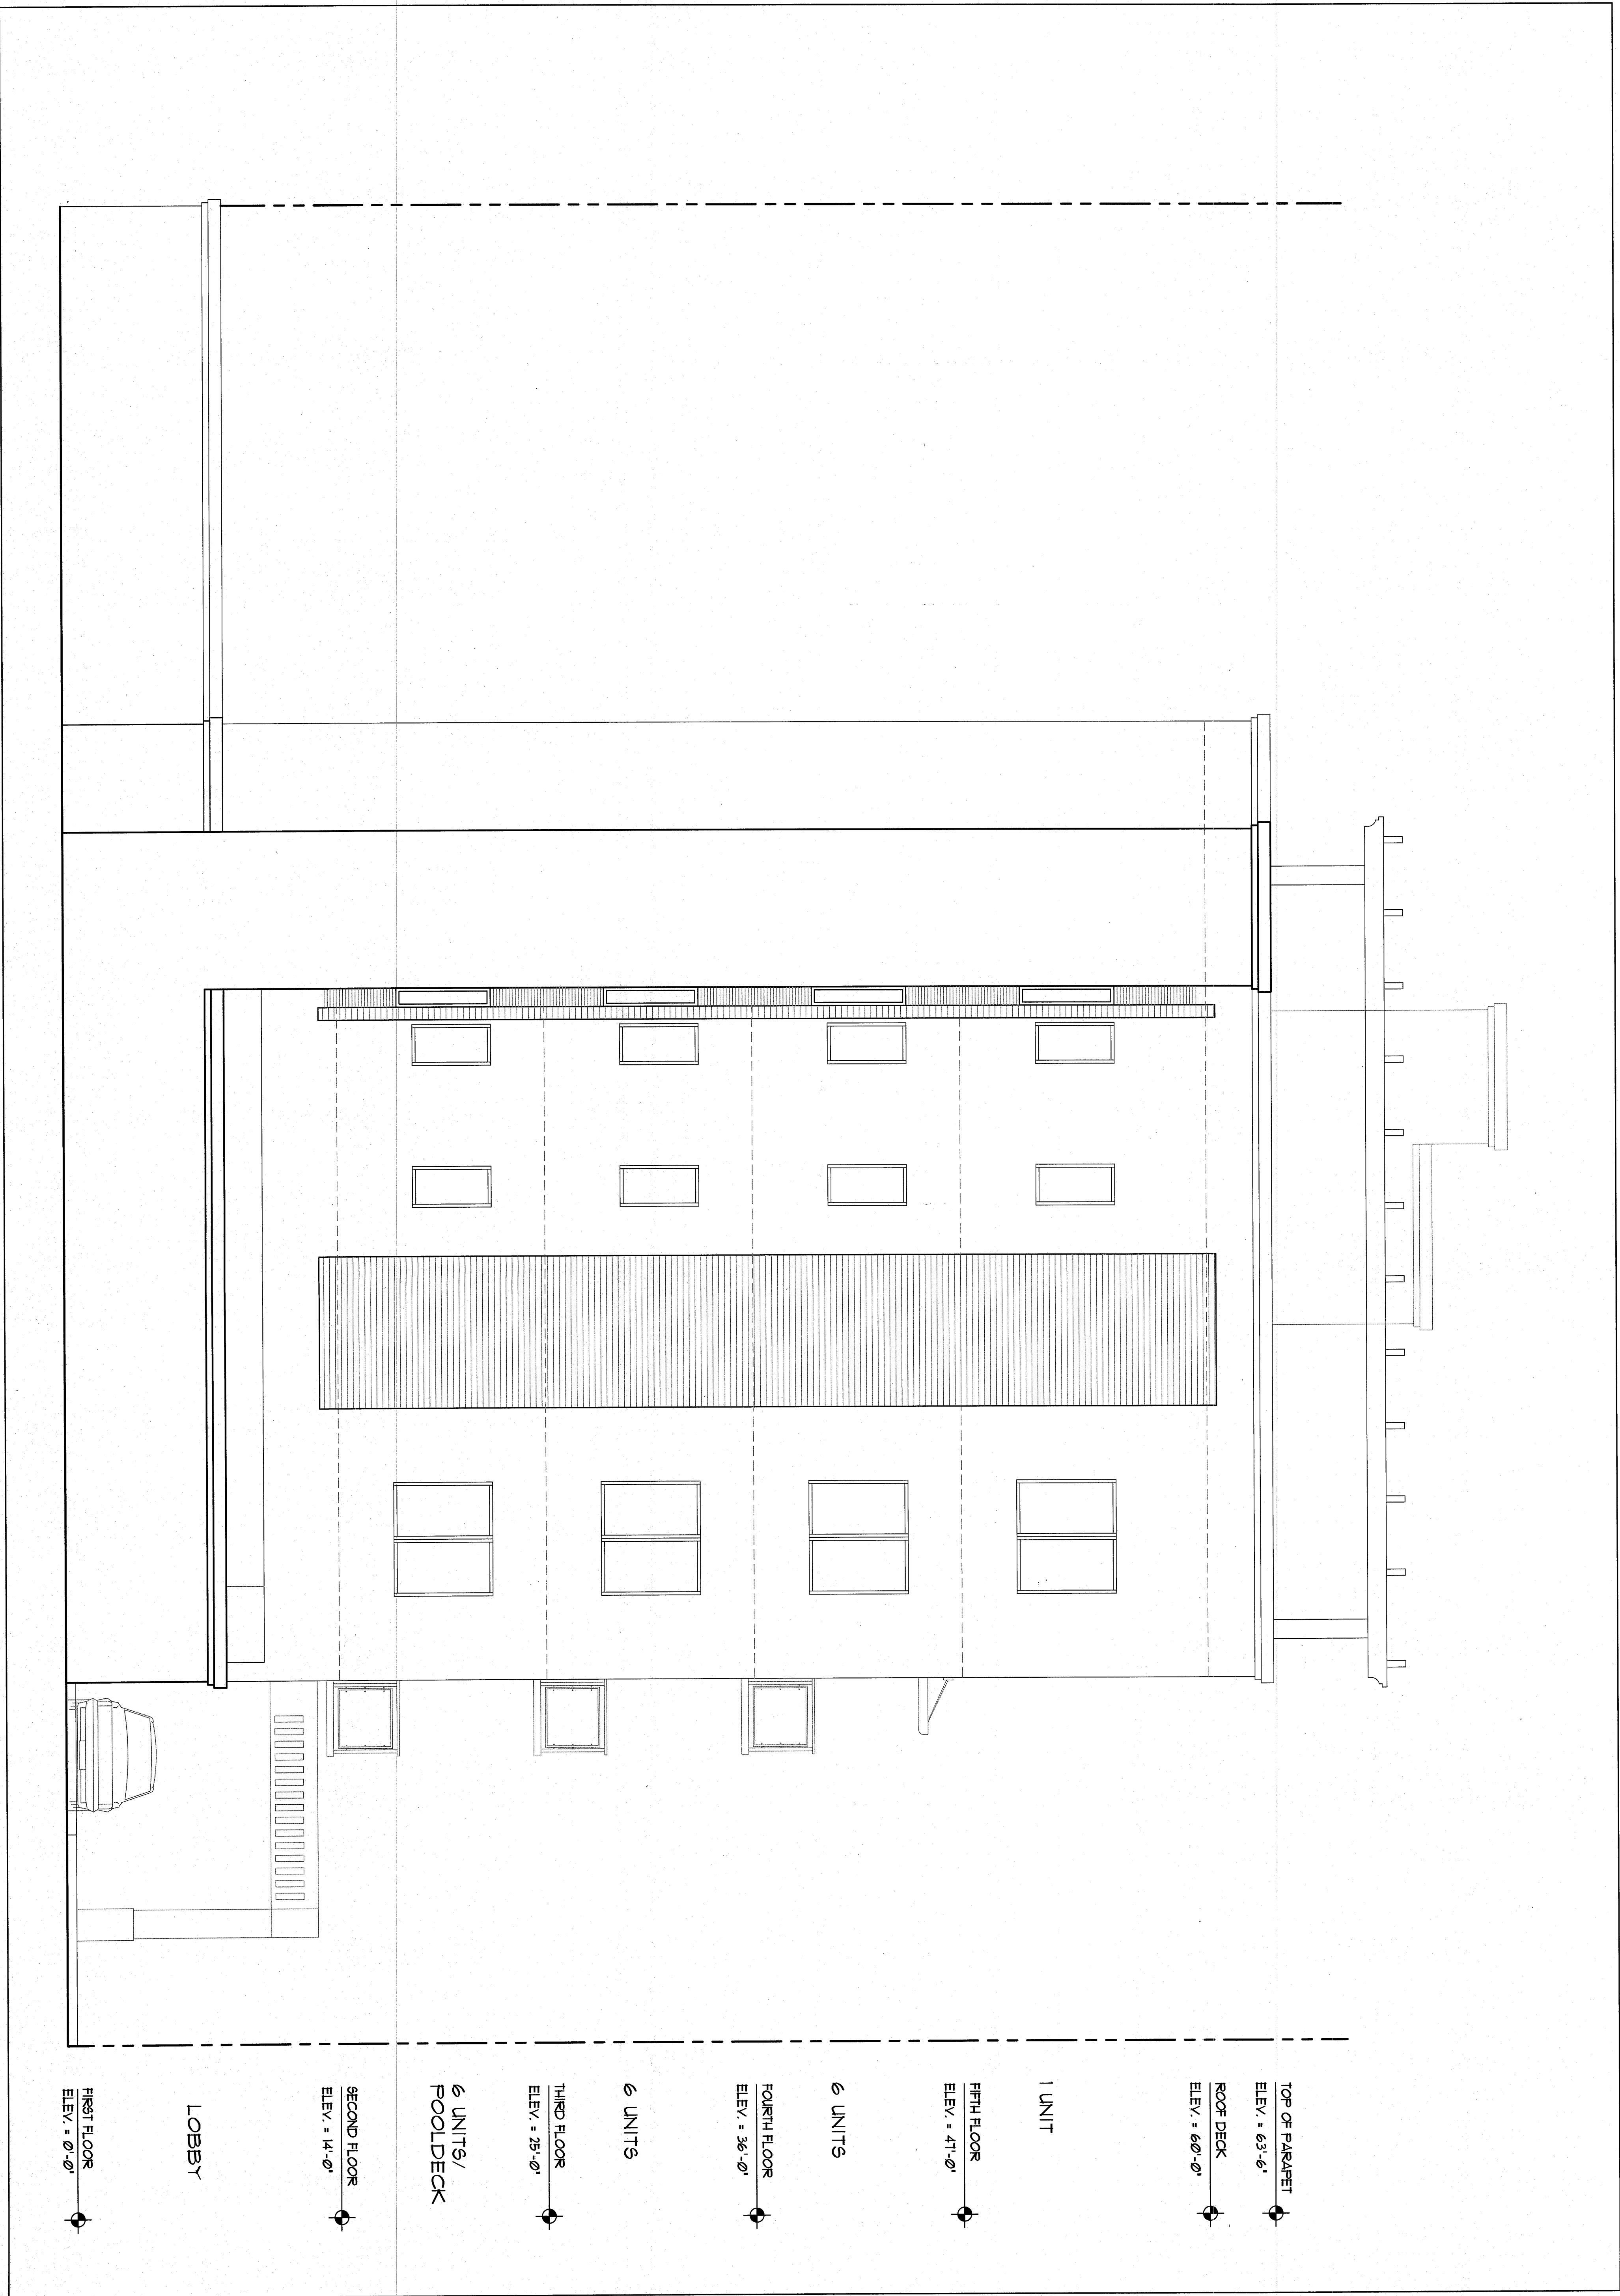 TOP OF PARAPET
ELEV. = 63'-6"
ROOF DECK
ELEV. = 60'-0"
1 UNIT
FIFTH FLOOR
ELEV. = 47'-0"
6 UNITS
FOURTH FLOOR
ELEV. = 36'-0"
6 UNITS
THIRD FLOOR
ELEV. = 25'-0"
6 UNITS/
POOLDECK
SECOND FLOOR
ELEV. = 14'-0"
LOBBY
FIRST FLOOR
ELEV. = 0'-0"